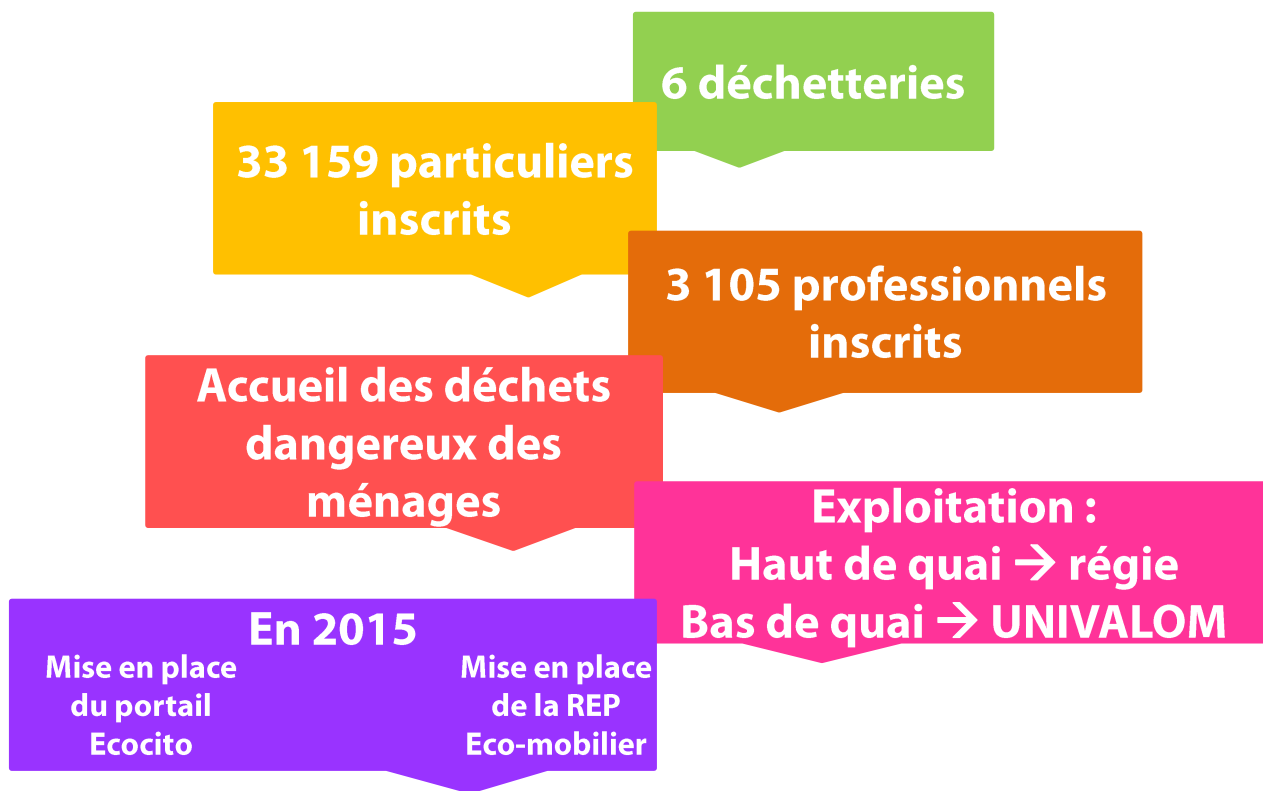 6 déchetteries
33 159 particuliers
inscrits
3 105 professionnels
inscrits
Accueil des déchets
dangereux des
ménages
Exploitation :
Haut de quai → régie
Bas de quai → UNIVALOM
En 2015
Mise en place
du portail
Ecocito
Mise en place
de la REP
Eco-mobilier